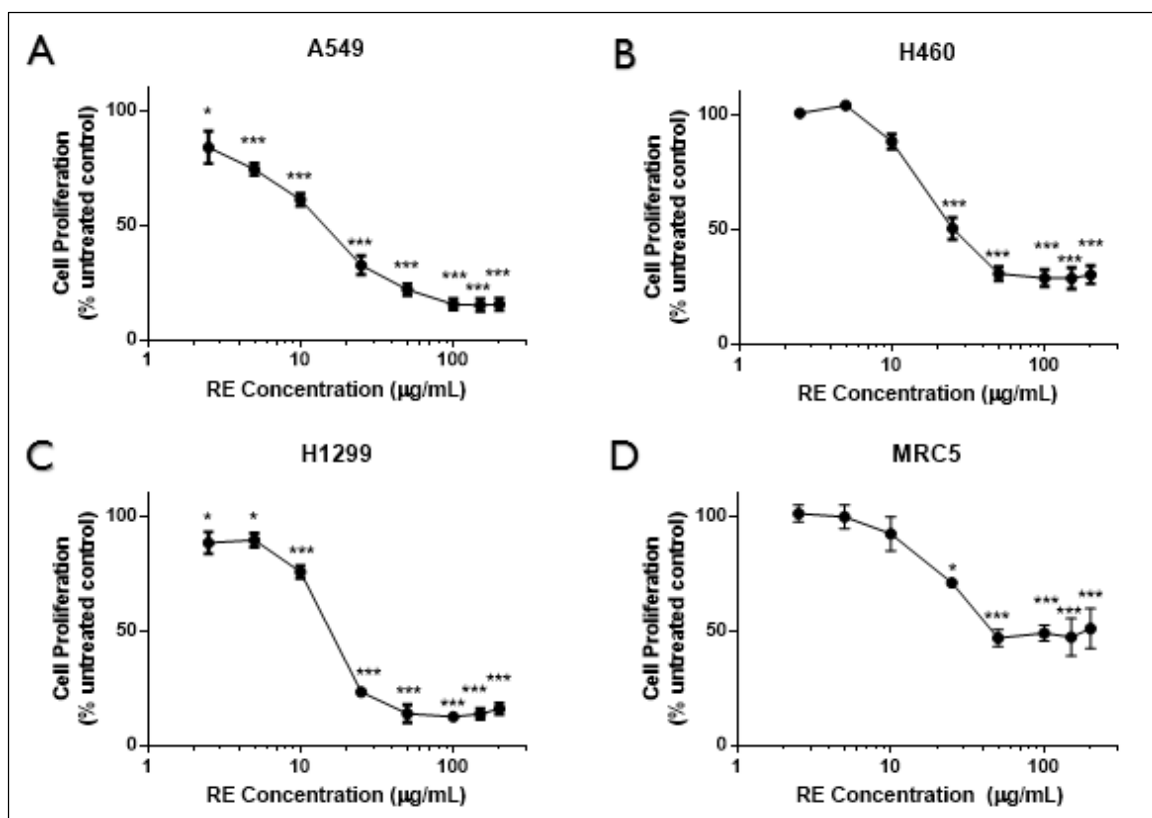 A
A549
Cell Proliferation
(% untreated control)
100
50
0
*
***
***
***
***
***
***
***
1
10
100
RE Concentration (µg/mL)
B
H460
Cell Proliferation
(% untreated control)
100
50
0
***
***
***
***
***
1
10
100
RE Concentration (µg/mL)
C
H1299
Cell Proliferation
(% untreated control)
100
50
0
*
*
***
***
***
***
***
***
1
10
100
RE Concentration (µg/mL)
D
MRC5
Cell Proliferation
(% untreated control)
100
50
0
*
***
***
***
***
1
10
100
RE Concentration (µg/mL)